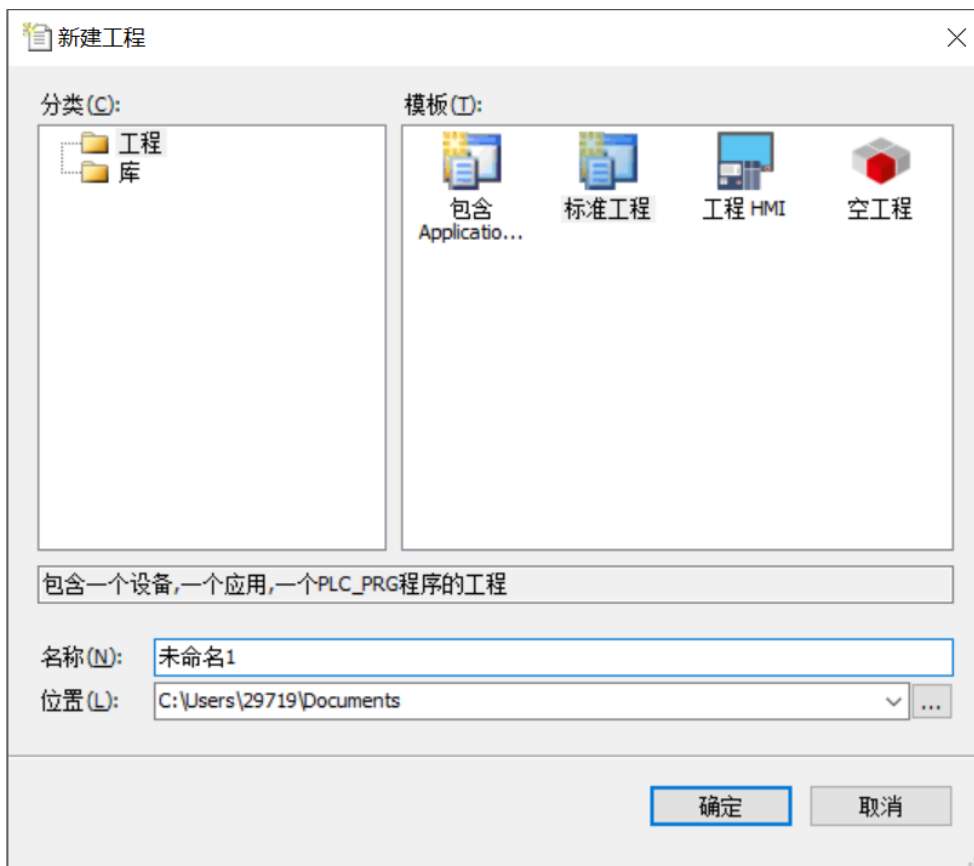 新建工程
分类(C):
模板(T):
工程
库
包含
Applicatio...
标准工程
工程 HMI
空工程
包含一个设备,一个应用,一个PLC_PRG程序的工程
名称(N):
未命名1
位置(L):
C:\Users\29719\Documents
...
确定
取消